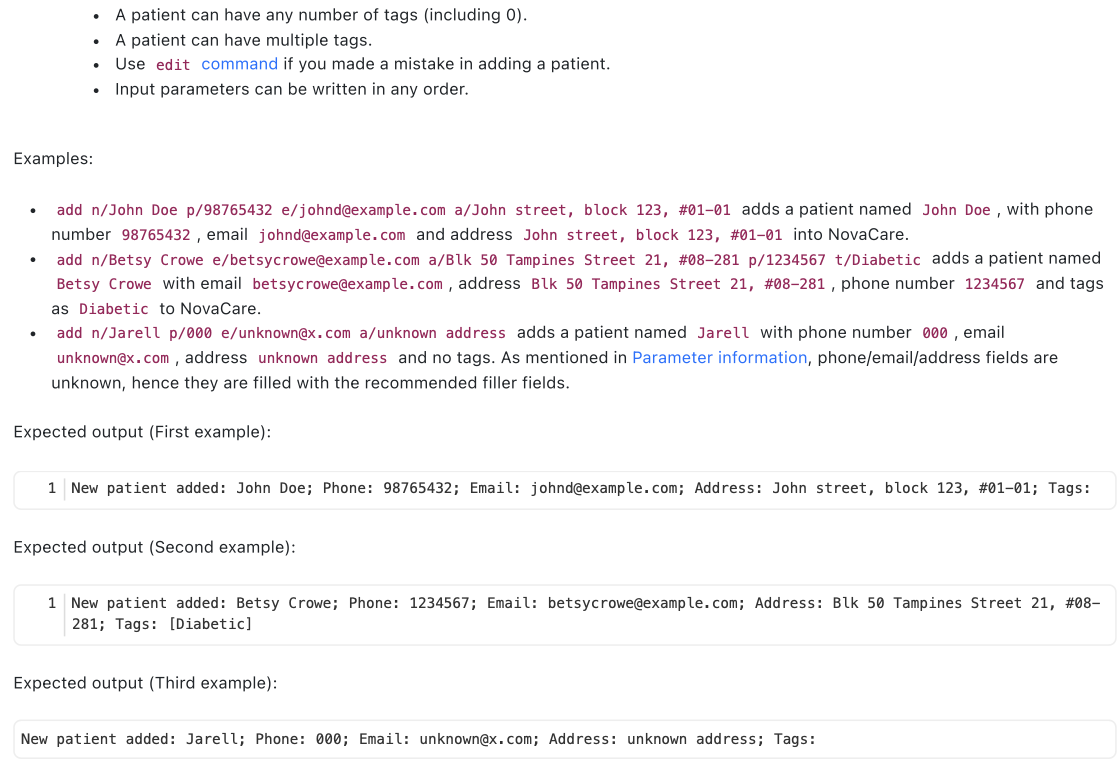 A patient can have any number of tags (including 0).
A patient can have multiple tags.
Use edit command if you made a mistake in adding a patient.
Input parameters can be written in any order.
Examples:
add n/John Doe p/98765432 e/johnd@example.com a/John street, block 123, #01-01 adds a patient named John Doe , with phone
number 98765432 , email johnd@example.com and address John street, block 123, #01-01 into NovaCare.
add n/Betsy Crowe e/betsycrowe@example.com a/Blk 50 Tampines Street 21, #08-281 p/1234567 t/Diabetic adds a patient named
Betsy Crowe with email betsycrowe@example.com , address Blk 50 Tampines Street 21, #08-281 , phone number 1234567 and tags
as Diabetic to NovaCare.
add n/Jarell p/000 e/unknown@x.com a/unknown address adds a patient named Jarell with phone number 000 , email
unknown@x.com , address unknown address and no tags. As mentioned in Parameter information, phone/email/address fields are
unknown, hence they are filled with the recommended filler fields.
Expected output (First example):
1 New patient added: John Doe; Phone: 98765432; Email: johnd@example.com; Address: John street, block 123, #01-01; Tags:
Expected output (Second example):
1 New patient added: Betsy Crowe; Phone: 1234567; Email: betsycrowe@example.com; Address: Blk 50 Tampines Street 21, #08-
281; Tags: [Diabetic]
Expected output (Third example):
New patient added: Jarell; Phone: 000; Email: unknown@x.com; Address: unknown address; Tags: